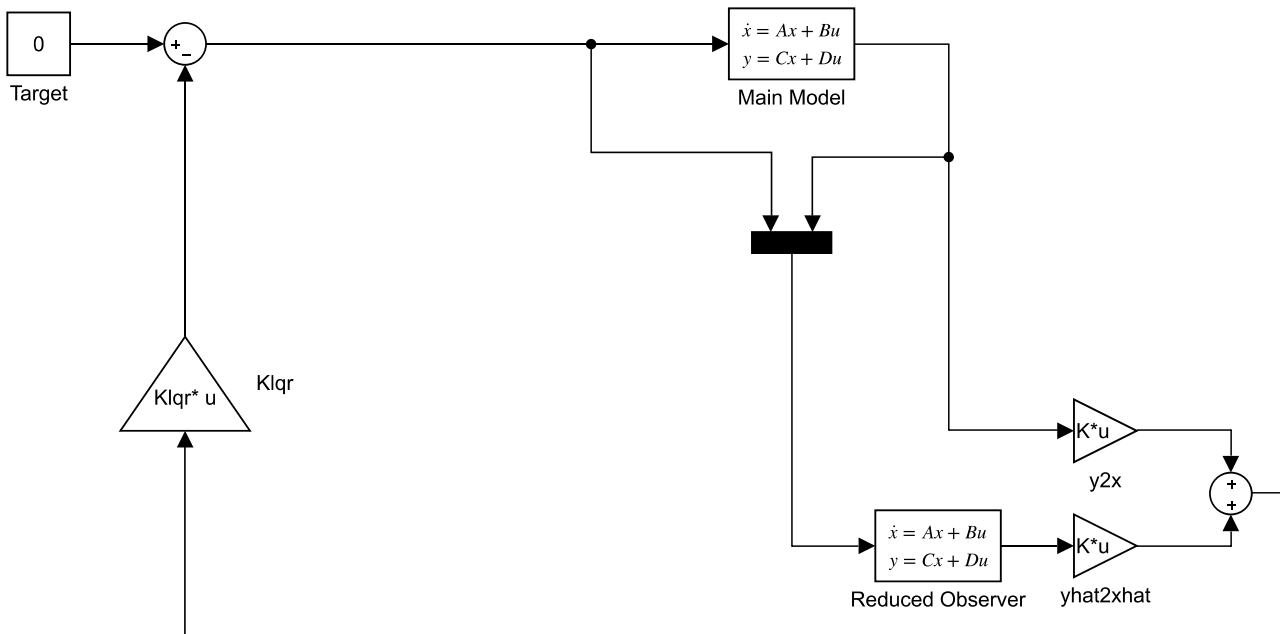 0
Target
+
−
ẋ = Ax + Bu
y = Cx + Du
Main Model
Klqr* u
Klqr
K*u
y2x
+
+
ẋ = Ax + Bu
y = Cx + Du
Reduced Observer
K*u
yhat2xhat